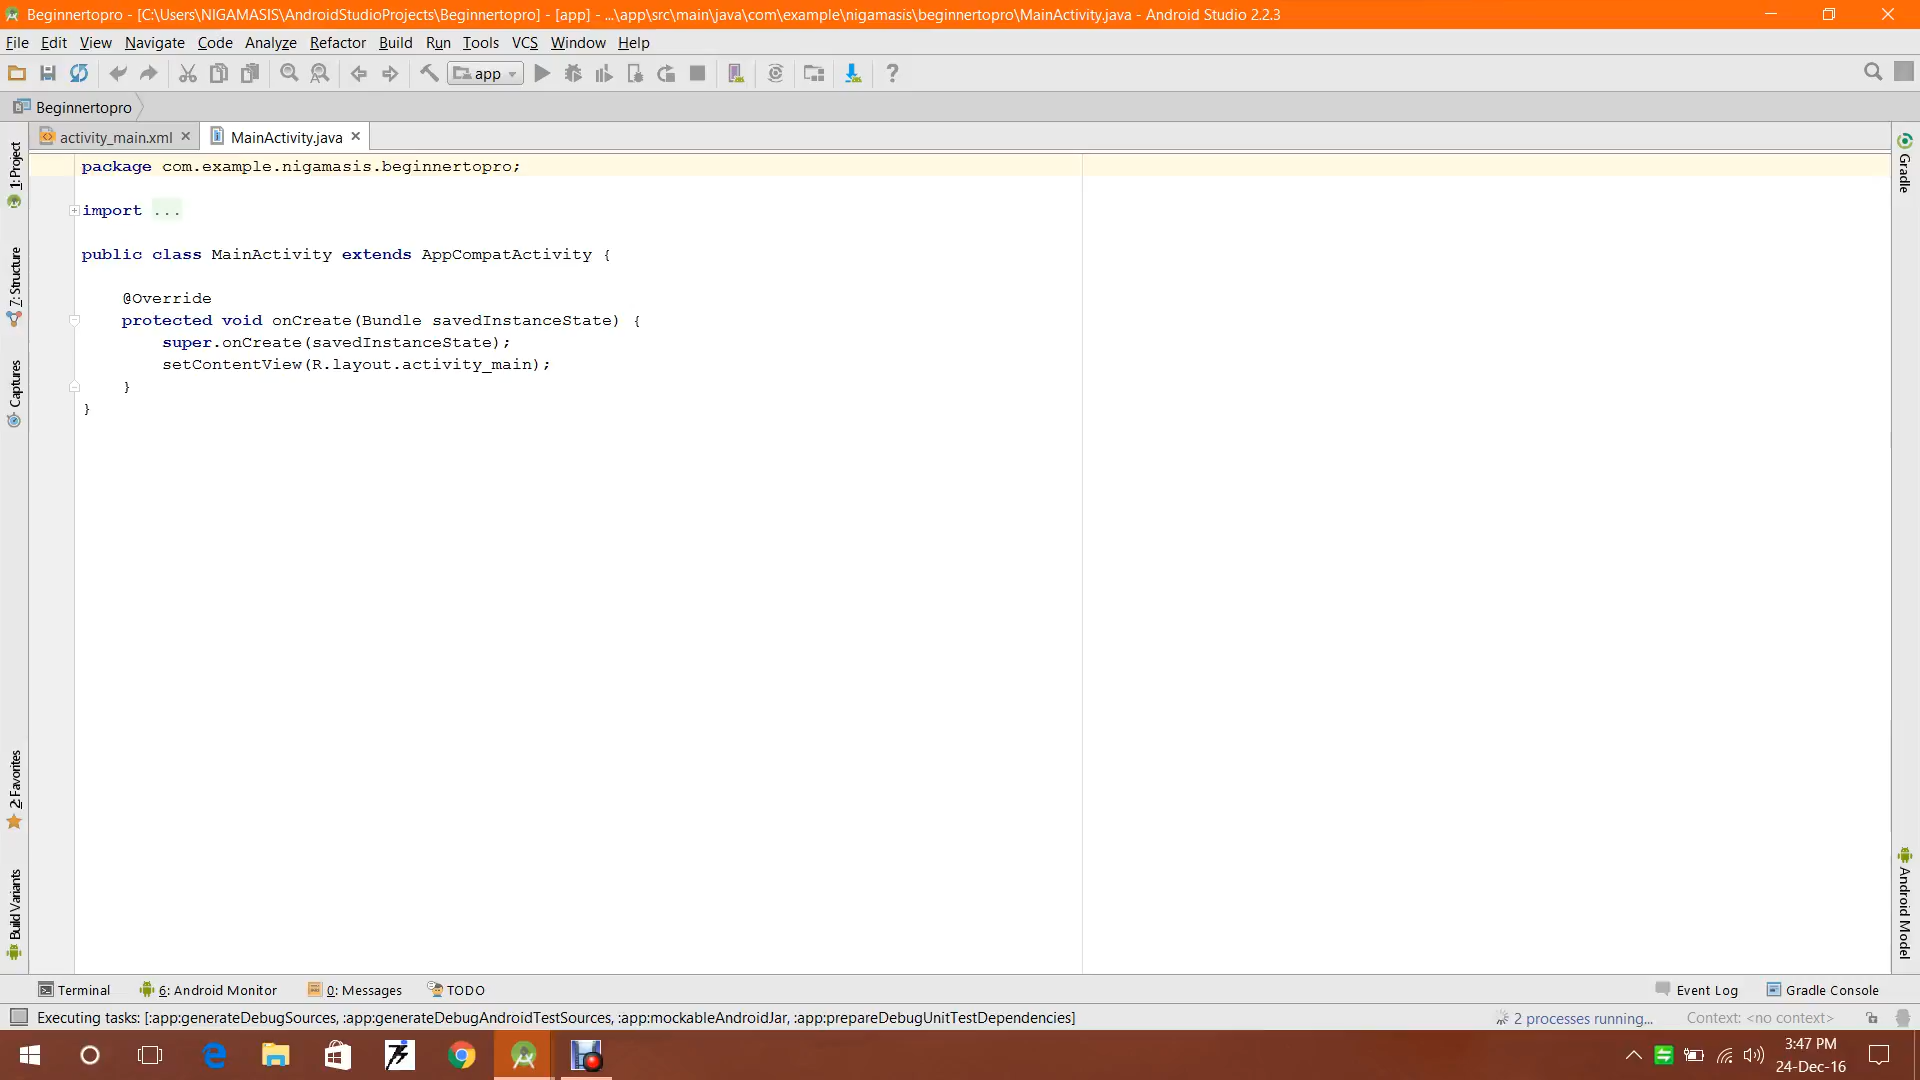 Beginnertopro - [C:\Users\NIGAMASIS\AndroidStudioProjects\Beginnertopro] - [app] - ...\app\src\main\java\com\example\nigamasis\beginnertopro\MainActivity.java - Android Studio 2.2.3
File Edit View Navigate Code Analyze Refactor Build Run Tools VCS Window Help
app
Beginnertopro
activity_main.xml MainActivity.java
1: Project
7: Structure
Captures
2: Favorites
Build Variants
package com.example.nigamasis.beginnertopro;
import ...
public class MainActivity extends AppCompatActivity {
@Override
protected void onCreate(Bundle savedInstanceState) {
super.onCreate(savedInstanceState);
setContentView(R.layout.activity_main);
}
}
Gradle
Android Model
Terminal 6: Android Monitor 0: Messages TODO Event Log Gradle Console
Executing tasks: [:app:generateDebugSources, :app:generateDebugAndroidTestSources, :app:mockableAndroidJar, :app:prepareDebugUnitTestDependencies] 2 processes running... Context: <no context>
3:47 PM
24-Dec-16